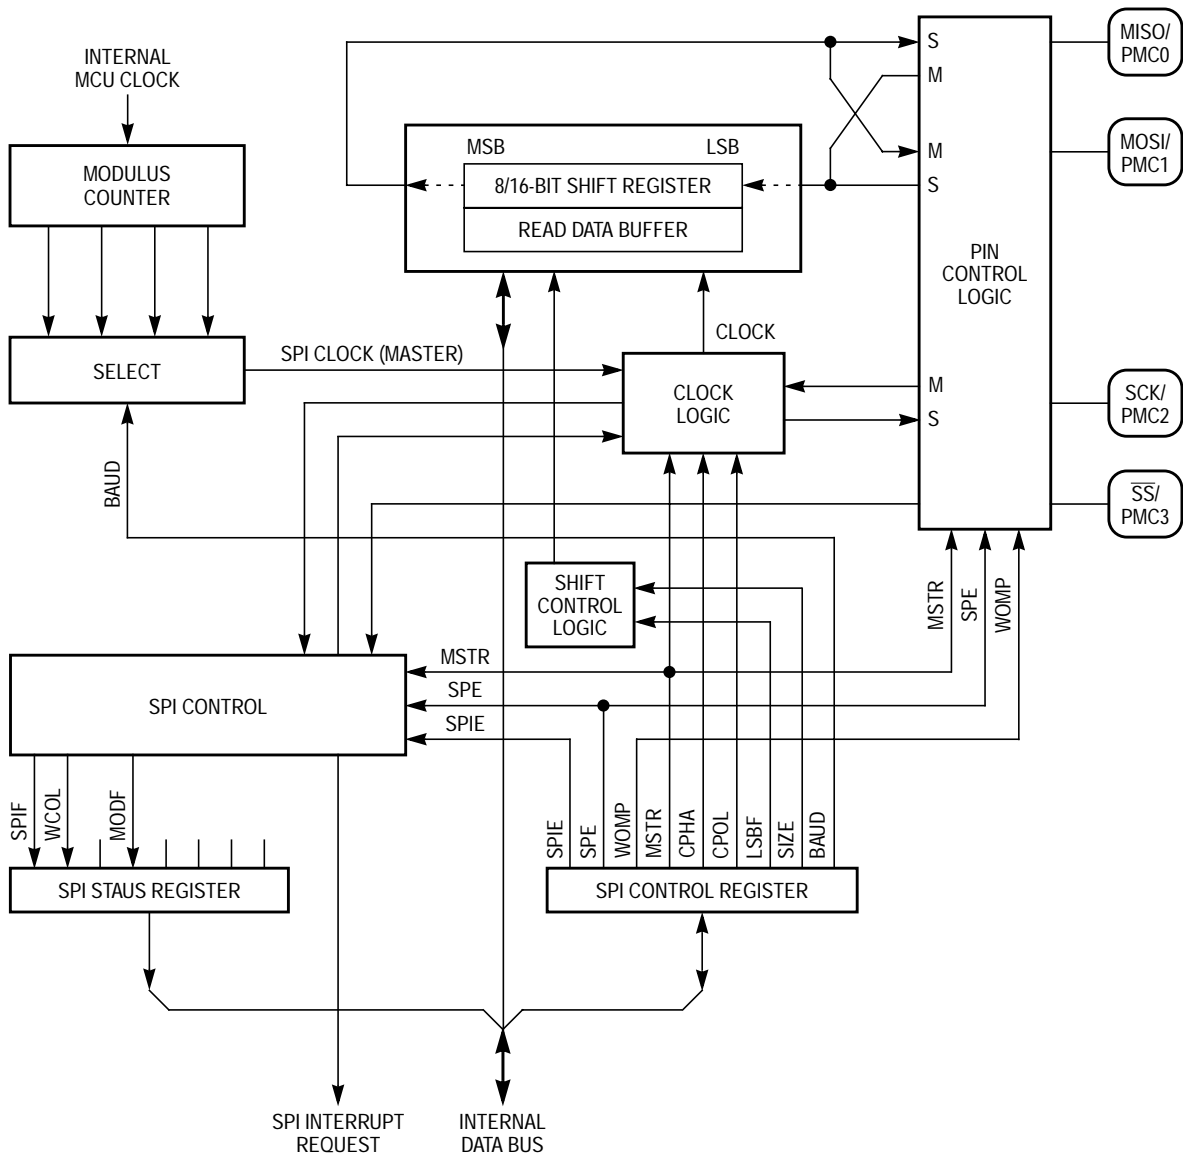 INTERNAL
MCU CLOCK
MODULUS
COUNTER
SELECT
BAUD
SPI CLOCK (MASTER)
MSB
LSB
8/16-BIT SHIFT REGISTER
READ DATA BUFFER
CLOCK
CLOCK
LOGIC
S
M
M
S
M
S
PIN
CONTROL
LOGIC
MISO/
PMC0
MOSI/
PMC1
SCK/
PMC2
SS/
PMC3
MSTR
SPE
WOMP
SHIFT
CONTROL
LOGIC
SPI CONTROL
MSTR
SPE
SPIE
SPIF
WCOL
MODF
SPI STAUS REGISTER
SPIE
SPE
WOMP
MSTR
CPHA
CPOL
LSBF
SIZE
BAUD
SPI CONTROL REGISTER
SPI INTERRUPT
REQUEST
INTERNAL
DATA BUS